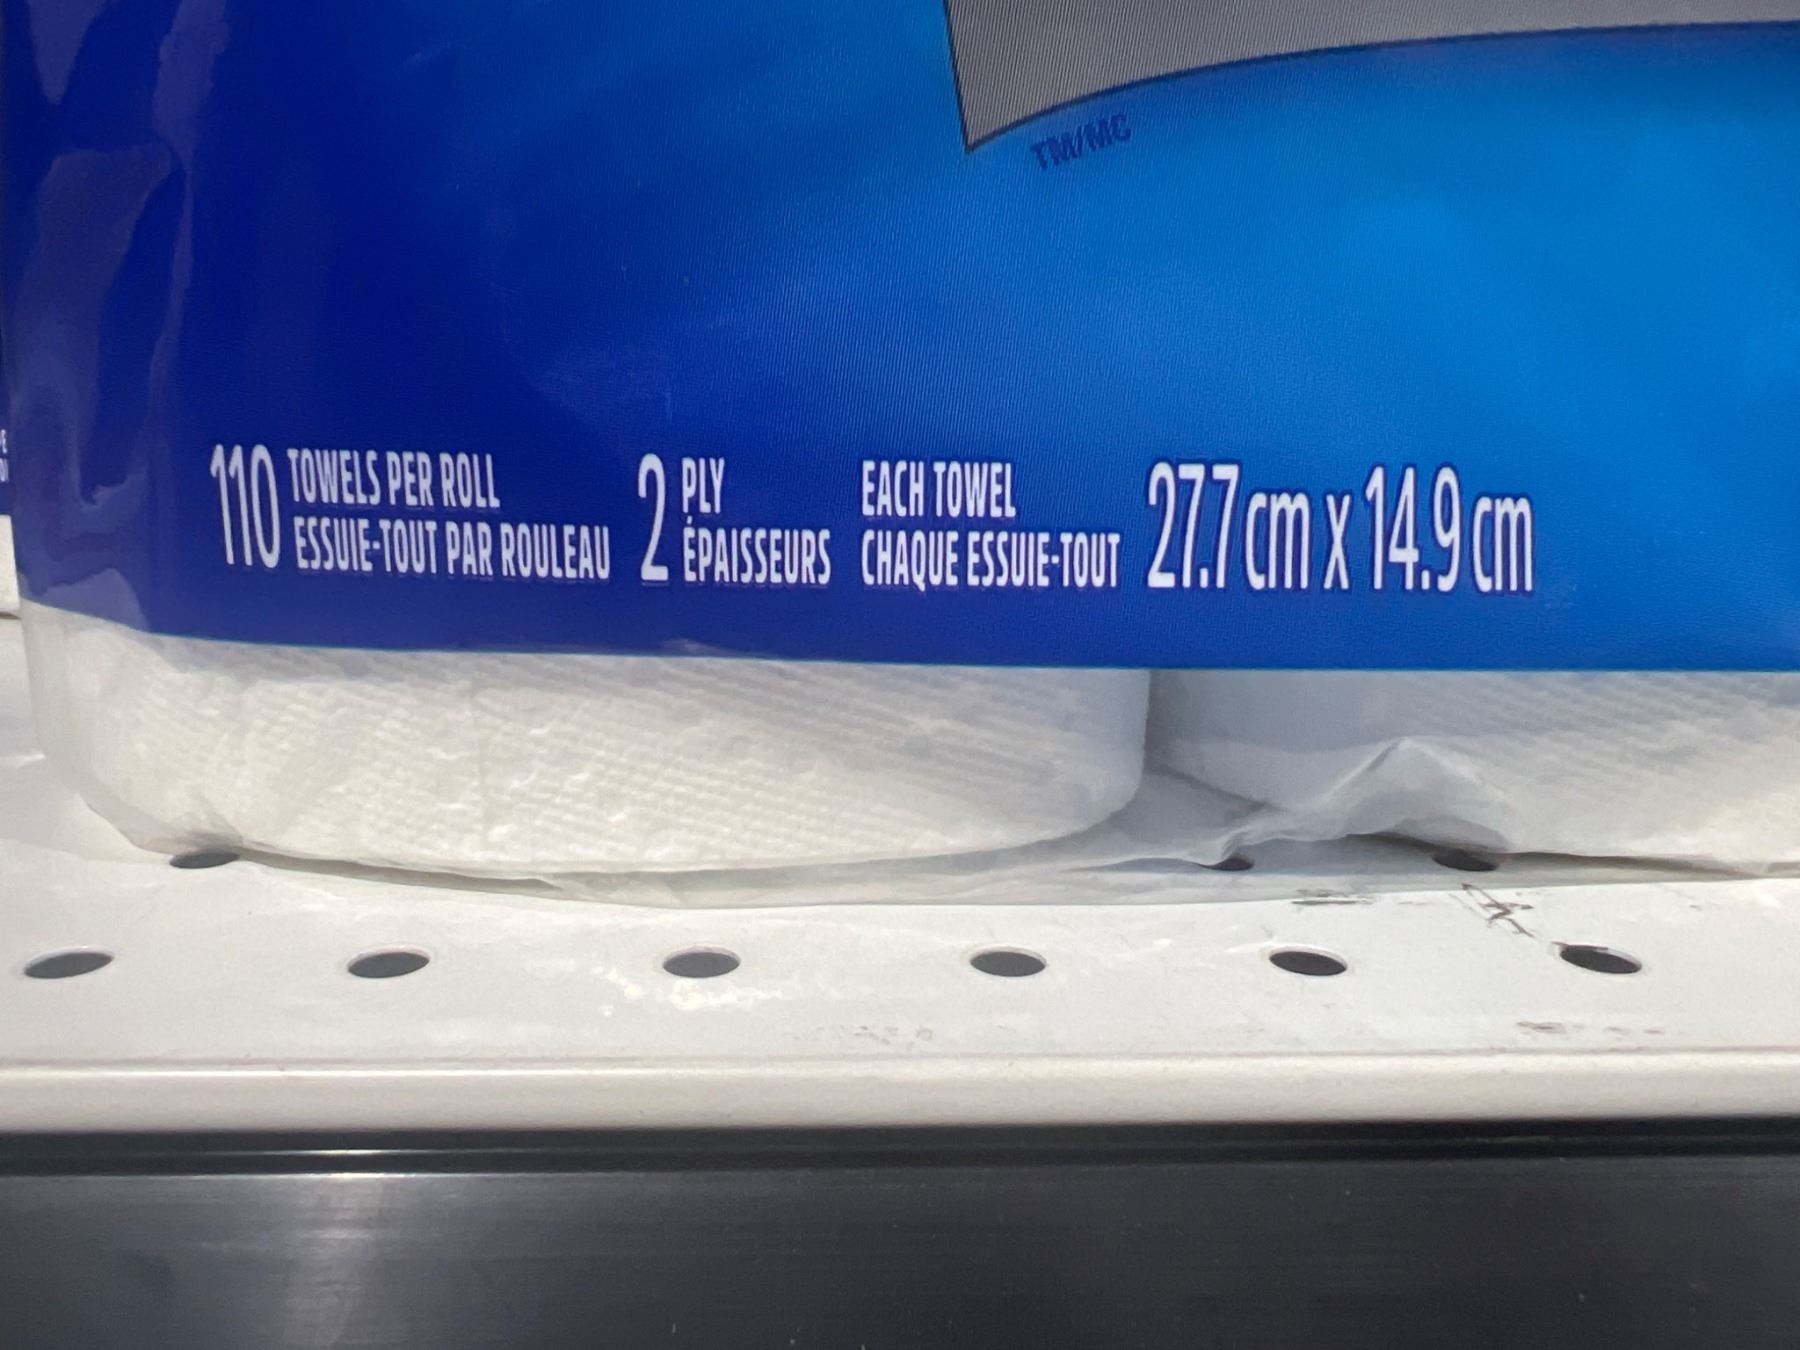 TM/MC
110 TOWELS PER ROLL
ESSUIE-TOUT PAR ROULEAU
2 PLY
ÉPAISSEURS
EACH TOWEL
CHAQUE ESSUIE-TOUT
27.7 cm x 14.9 cm